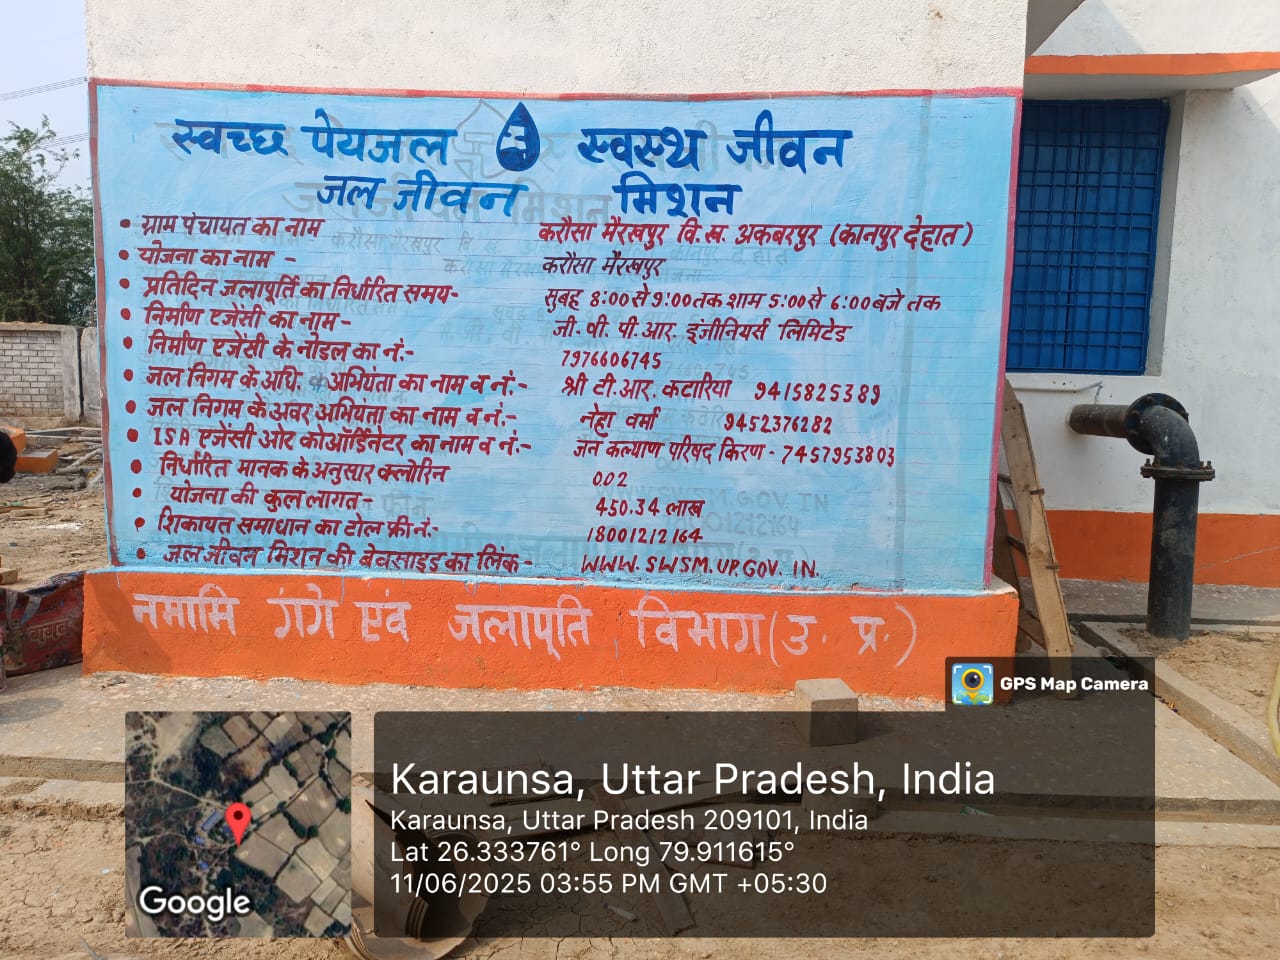 स्वच्छ पेयजल स्वस्थ जीवन
जल जीवन मिशन
• ग्राम पंचायत का नाम करौसा मैरखपुर वि.ख. अकबरपुर (कानपुर देहात)
• योजना का नाम - करौसा मैरखपुर
• प्रतिदिन जलापूर्ति का निर्धारित समय- सुबह 8:00 से 9:00 तक शाम 5:00 से 6:00 बजे तक
• निर्माण एजेंसी का नाम- जी. वी. पी. आर. इंजीनियर्स लिमिटेड
• निर्माण एजेंसी के नोडल का नं.- 7976606745
• जल निगम के अधि. अभियंता का नाम व नं:- श्री टी.आर. कटारिया 9415825389
• जल निगम के अवर अभियंता का नाम व नं:- नेहा वर्मा 9452376282
• ISA एजेंसी और कोऑर्डिनेटर का नाम व नं:- जन कल्याण परिषद किरण - 7457953803
• निर्धारित मानक के अनुसार क्लोरिन 0.02
• योजना की कुल लागत- 450.34 लाख
• शिकायत समाधान का टोल फ्री नं:- 18001212164
• जल जीवन मिशन की बेवसाइड का लिंक- WWW.SWSM.UP.GOV.IN.
नमामि गंगे एवं जलापूर्ति विभाग (उ. प्र.)
GPS Map Camera
Karaunsa, Uttar Pradesh, India
Karaunsa, Uttar Pradesh 209101, India
Lat 26.333761° Long 79.911615°
11/06/2025 03:55 PM GMT +05:30
Google